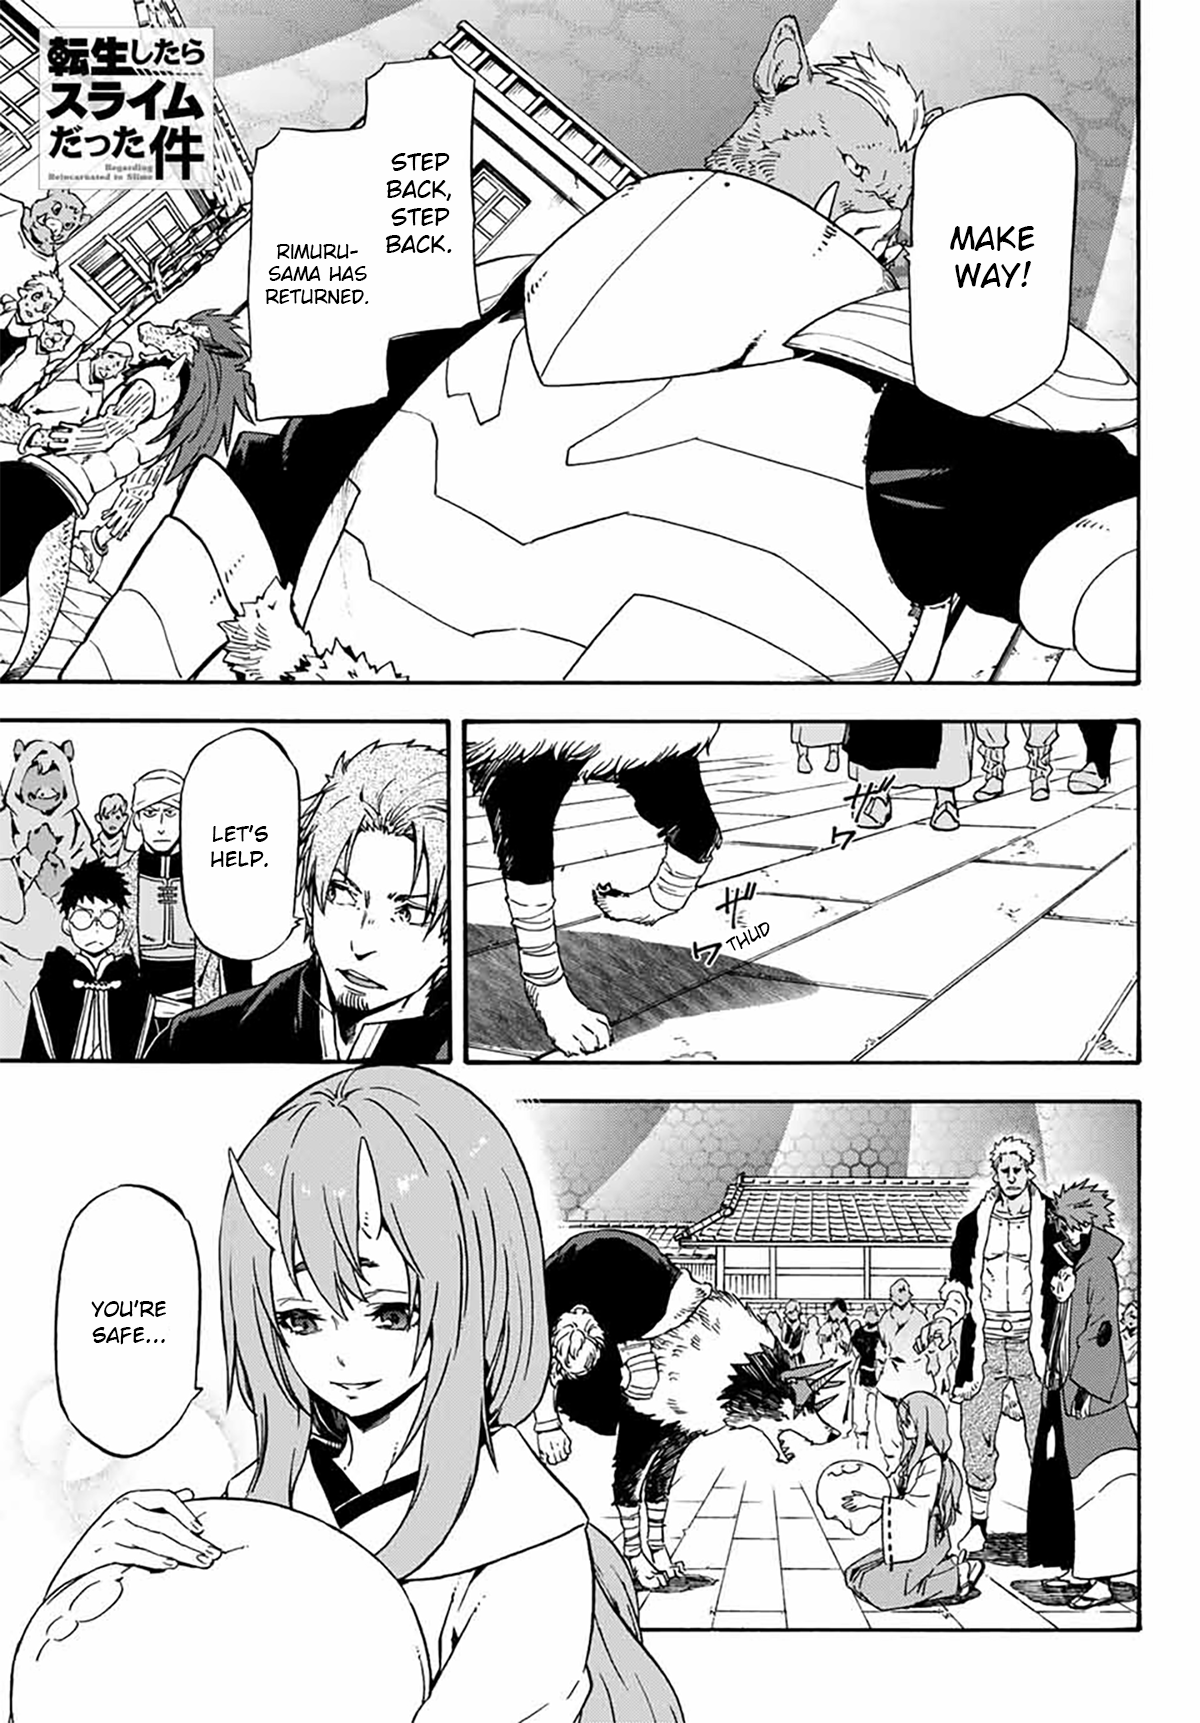 転生したら
スライム
だった件
Regarding
Reincarnated to Slime
MAKE
WAY!
STEP
BACK,
STEP
BACK.
RIMURU-
SAMA HAS
RETURNED.
ザッ
ザッ
THUD
LET'S
HELP.
YOU'RE
SAFE...